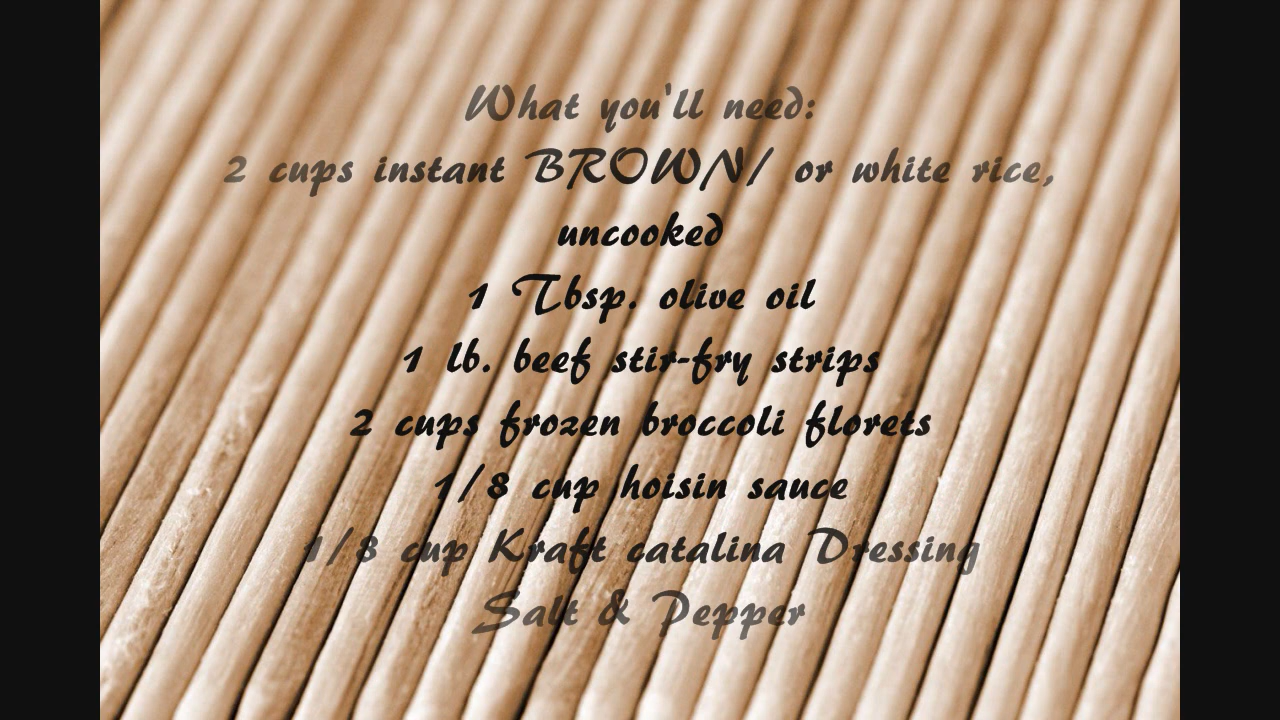 What you'll need:
2 cups instant BROWN/ or white rice,
uncooked
1 Tbsp. olive oil
1 lb. beef stir-fry strips
2 cups frozen broccoli florets
1/8 cup hoisin sauce
1/8 cup Kraft catalina Dressing
Salt & Pepper